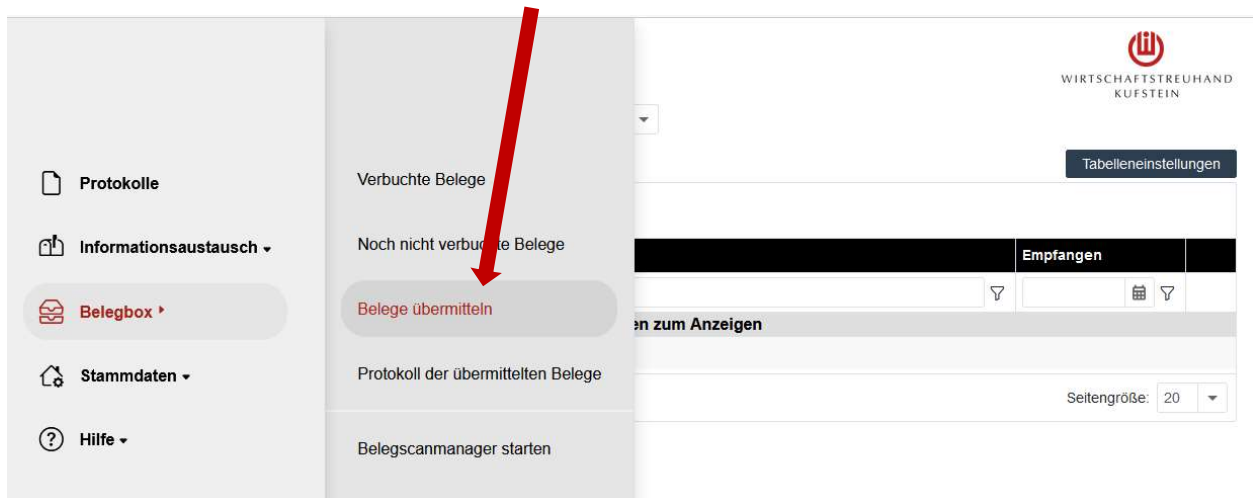 WIRTSCHAFTSTREUHAND
KUFSTEIN
Tabelleneinstellungen
Protokolle
Informationsaustausch
Belegbox
Stammdaten
Hilfe
Verbuchte Belege
Noch nicht verbuchte Belege
Belege übermitteln
Protokoll der übermittelten Belege
Belegscanmanager starten
Empfangen
en zum Anzeigen
Seitengröße: 20